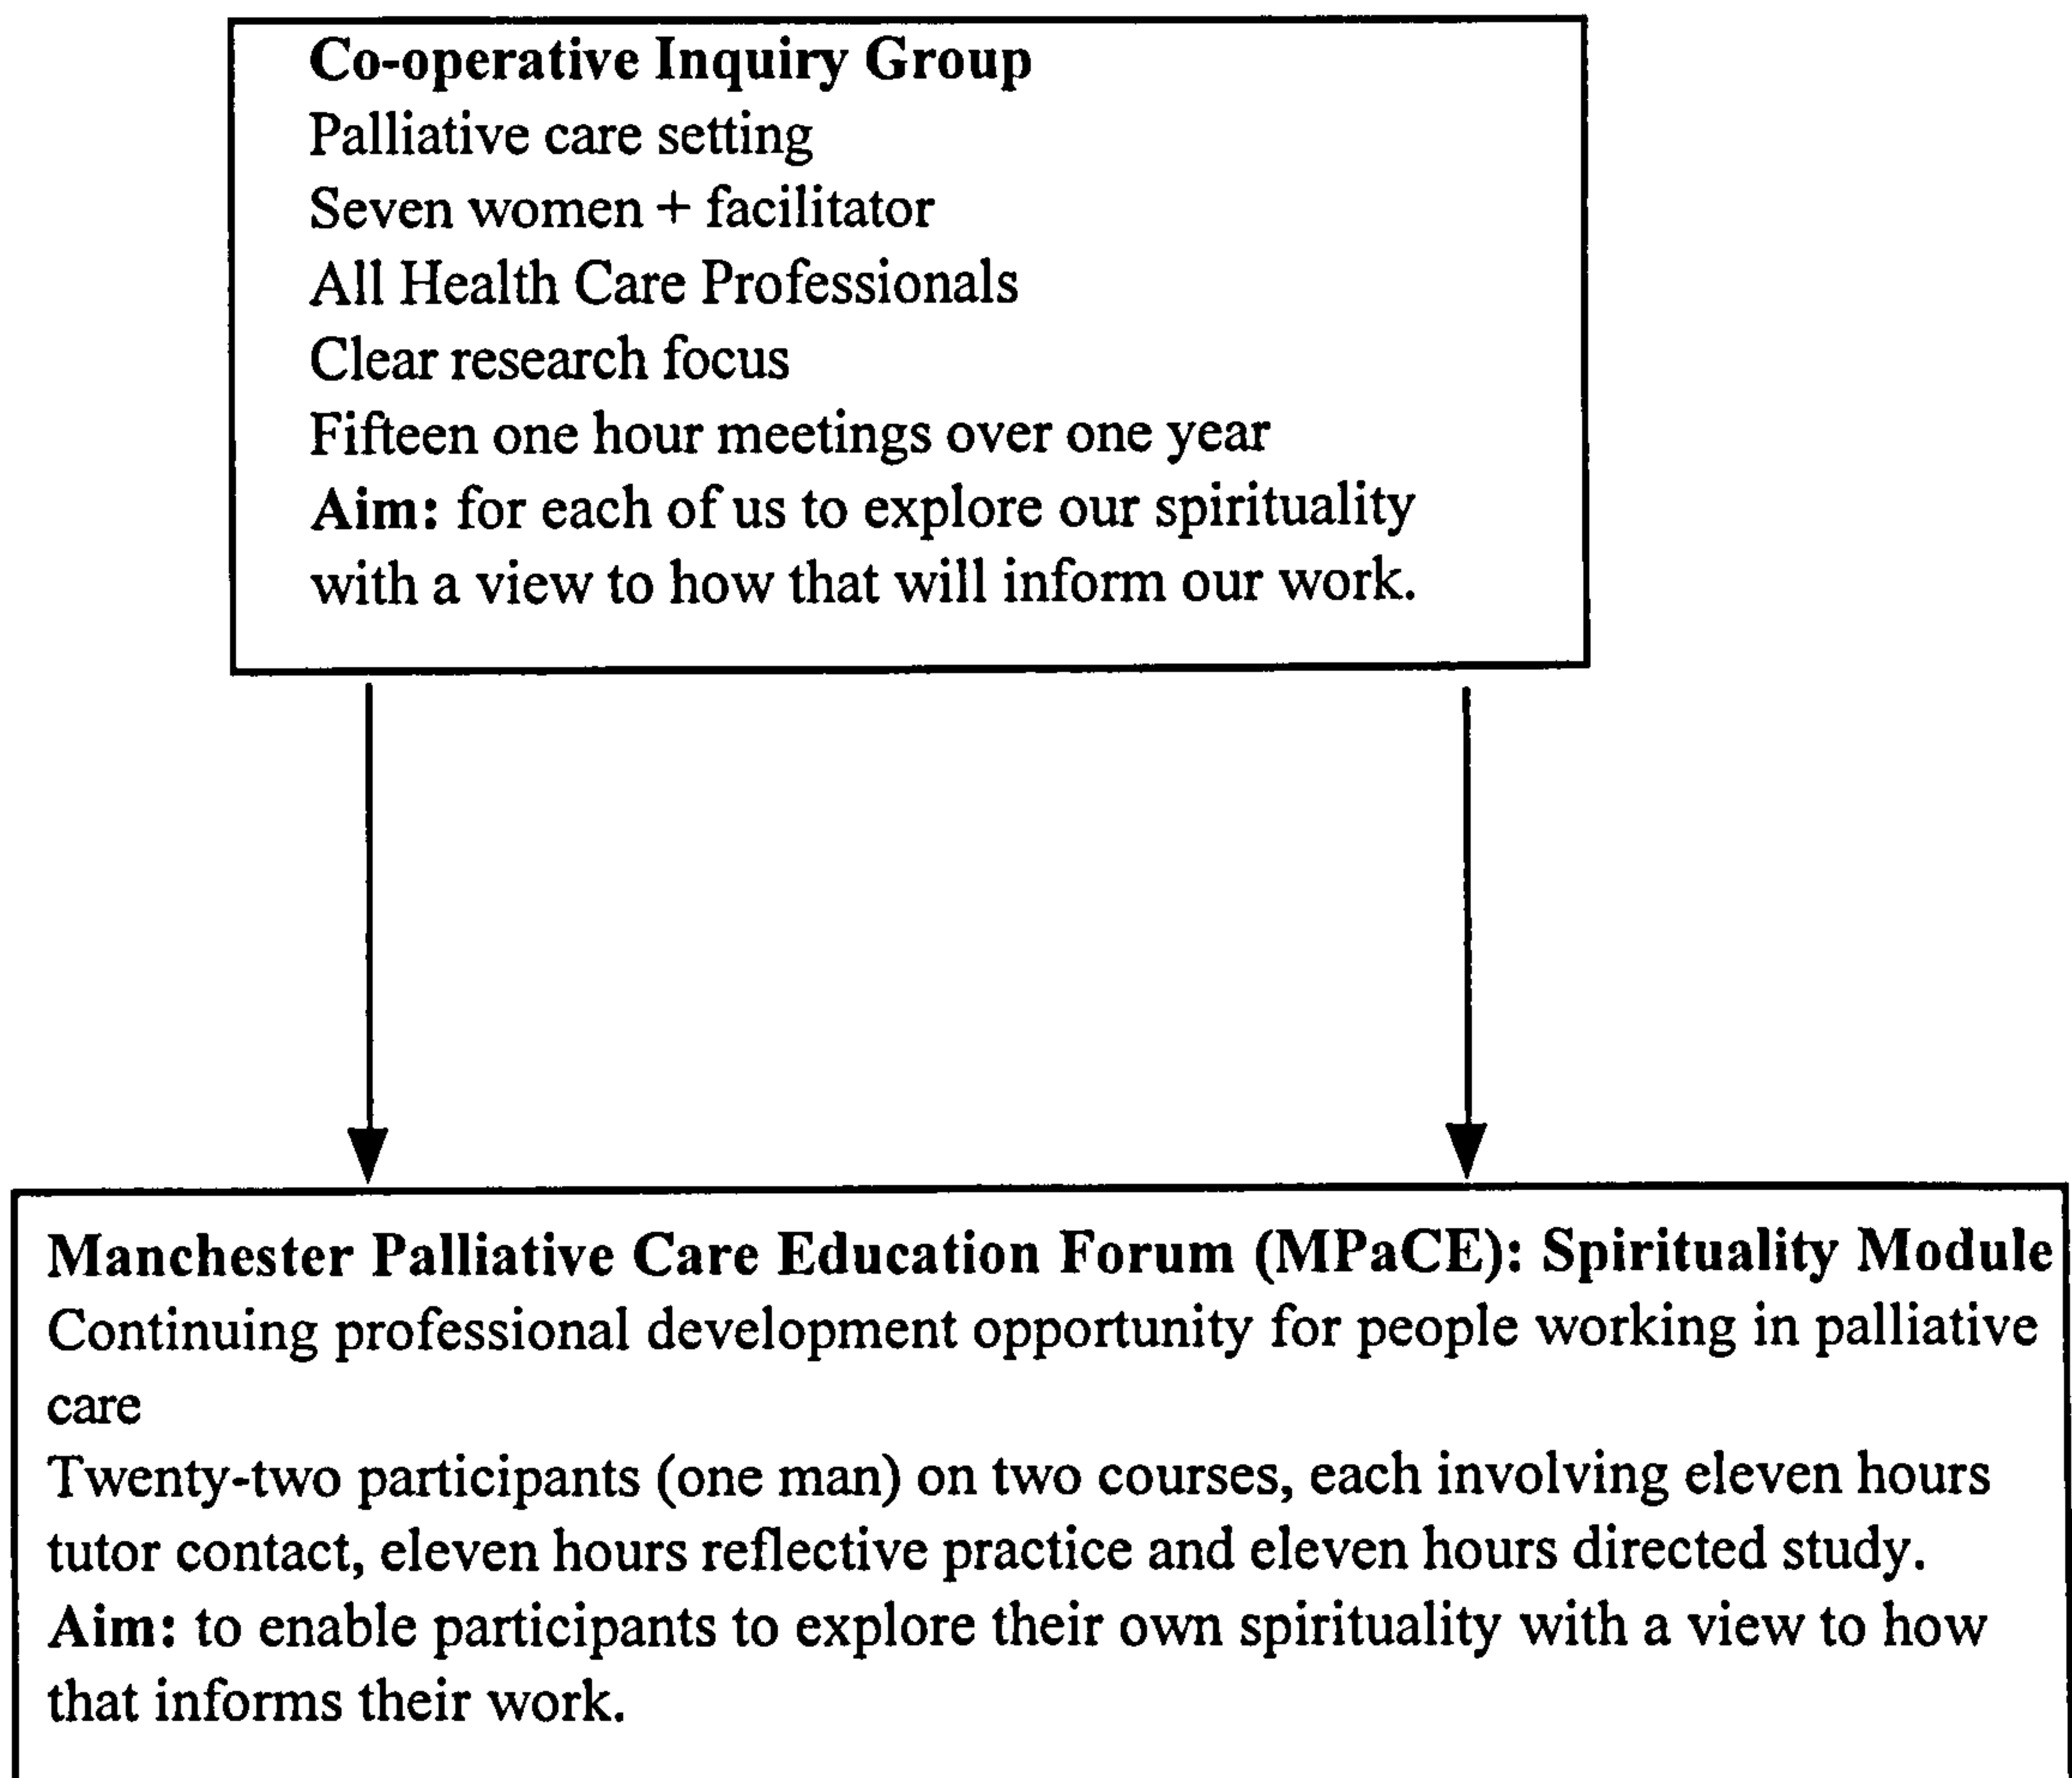 Co-operative Inquiry Group
Palliative care setting
Seven women + facilitator
All Health Care Professionals
Clear research focus
Fifteen one hour meetings over one year
Aim: for each of us to explore our spirituality
with a view to how that will inform our work.
Manchester Palliative Care Education Forum (MPaCE): Spirituality Module
Continuing professional development opportunity for people working in palliative
care
Twenty-two participants (one man) on two courses, each involving eleven hours
tutor contact, eleven hours reflective practice and eleven hours directed study.
Aim: to enable participants to explore their own spirituality with a view to how
that informs their work.